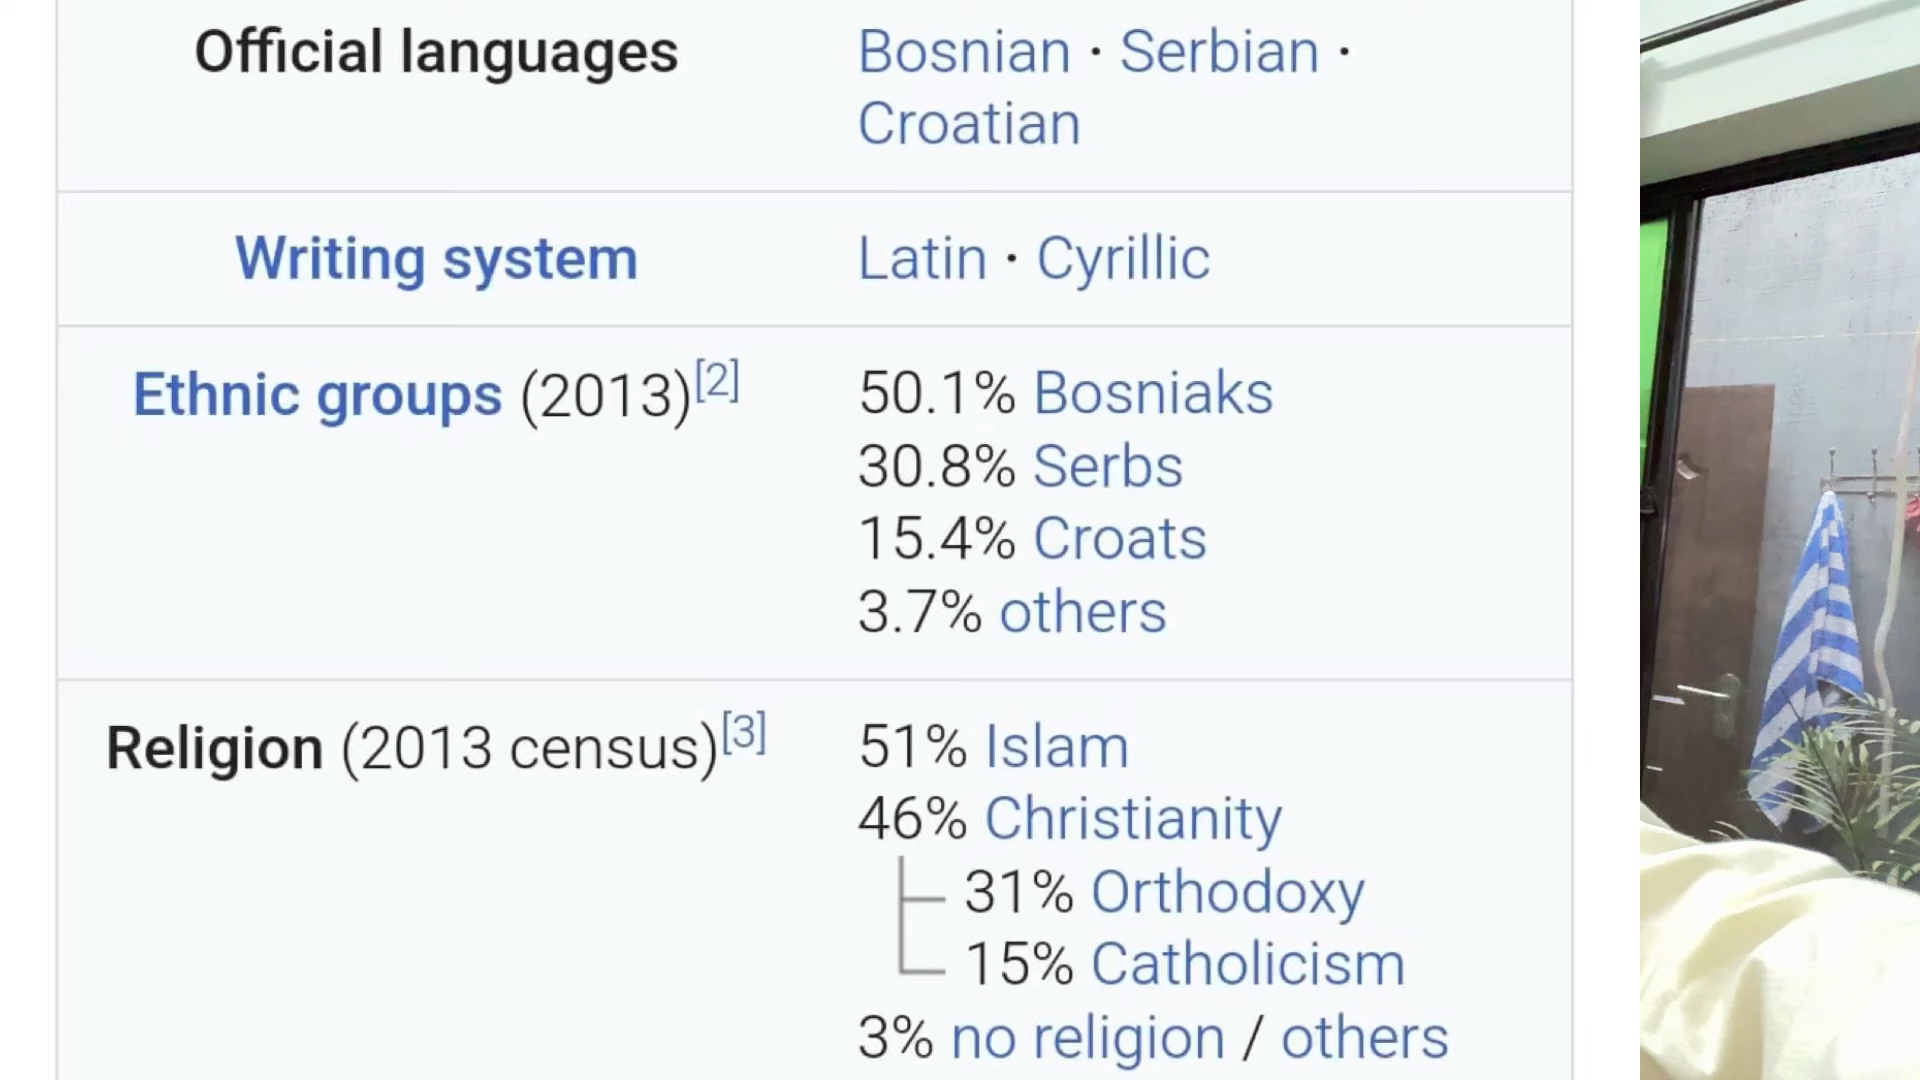 Official languages
Bosnian · Serbian ·
Croatian
Writing system
Latin · Cyrillic
Ethnic groups (2013)[2]
50.1% Bosniaks
30.8% Serbs
15.4% Croats
3.7% others
Religion (2013 census)[3]
51% Islam
46% Christianity
31% Orthodoxy
15% Catholicism
3% no religion / others